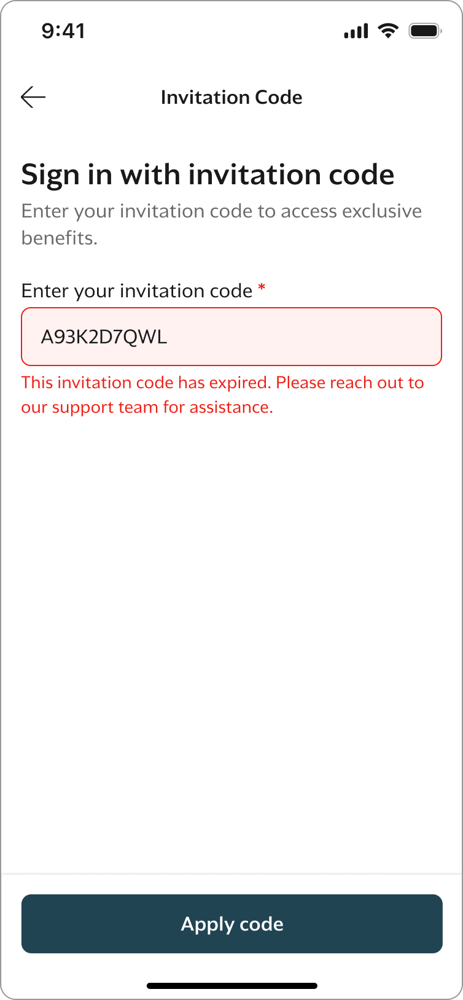 9:41
Invitation Code
Sign in with invitation code
Enter your invitation code to access exclusive
benefits.
Enter your invitation code *
A93K2D7QWL
This invitation code has expired. Please reach out to
our support team for assistance.
Apply code